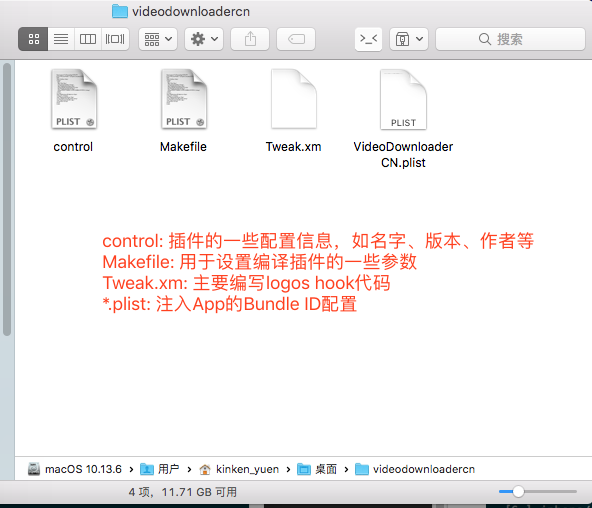 videodownloadercn
搜索
PLIST
PLIST
PLIST
control
Makefile
Tweak.xm
VideoDownloader
CN.plist
control: 插件的一些配置信息，如名字、版本、作者等
Makefile: 用于设置编译插件的一些参数
Tweak.xm: 主要编写logos hook代码
*.plist: 注入App的Bundle ID配置
macOS 10.13.6 › 用户 › kinken_yuen › 桌面 › videodownloadercn
4 项，11.71 GB 可用